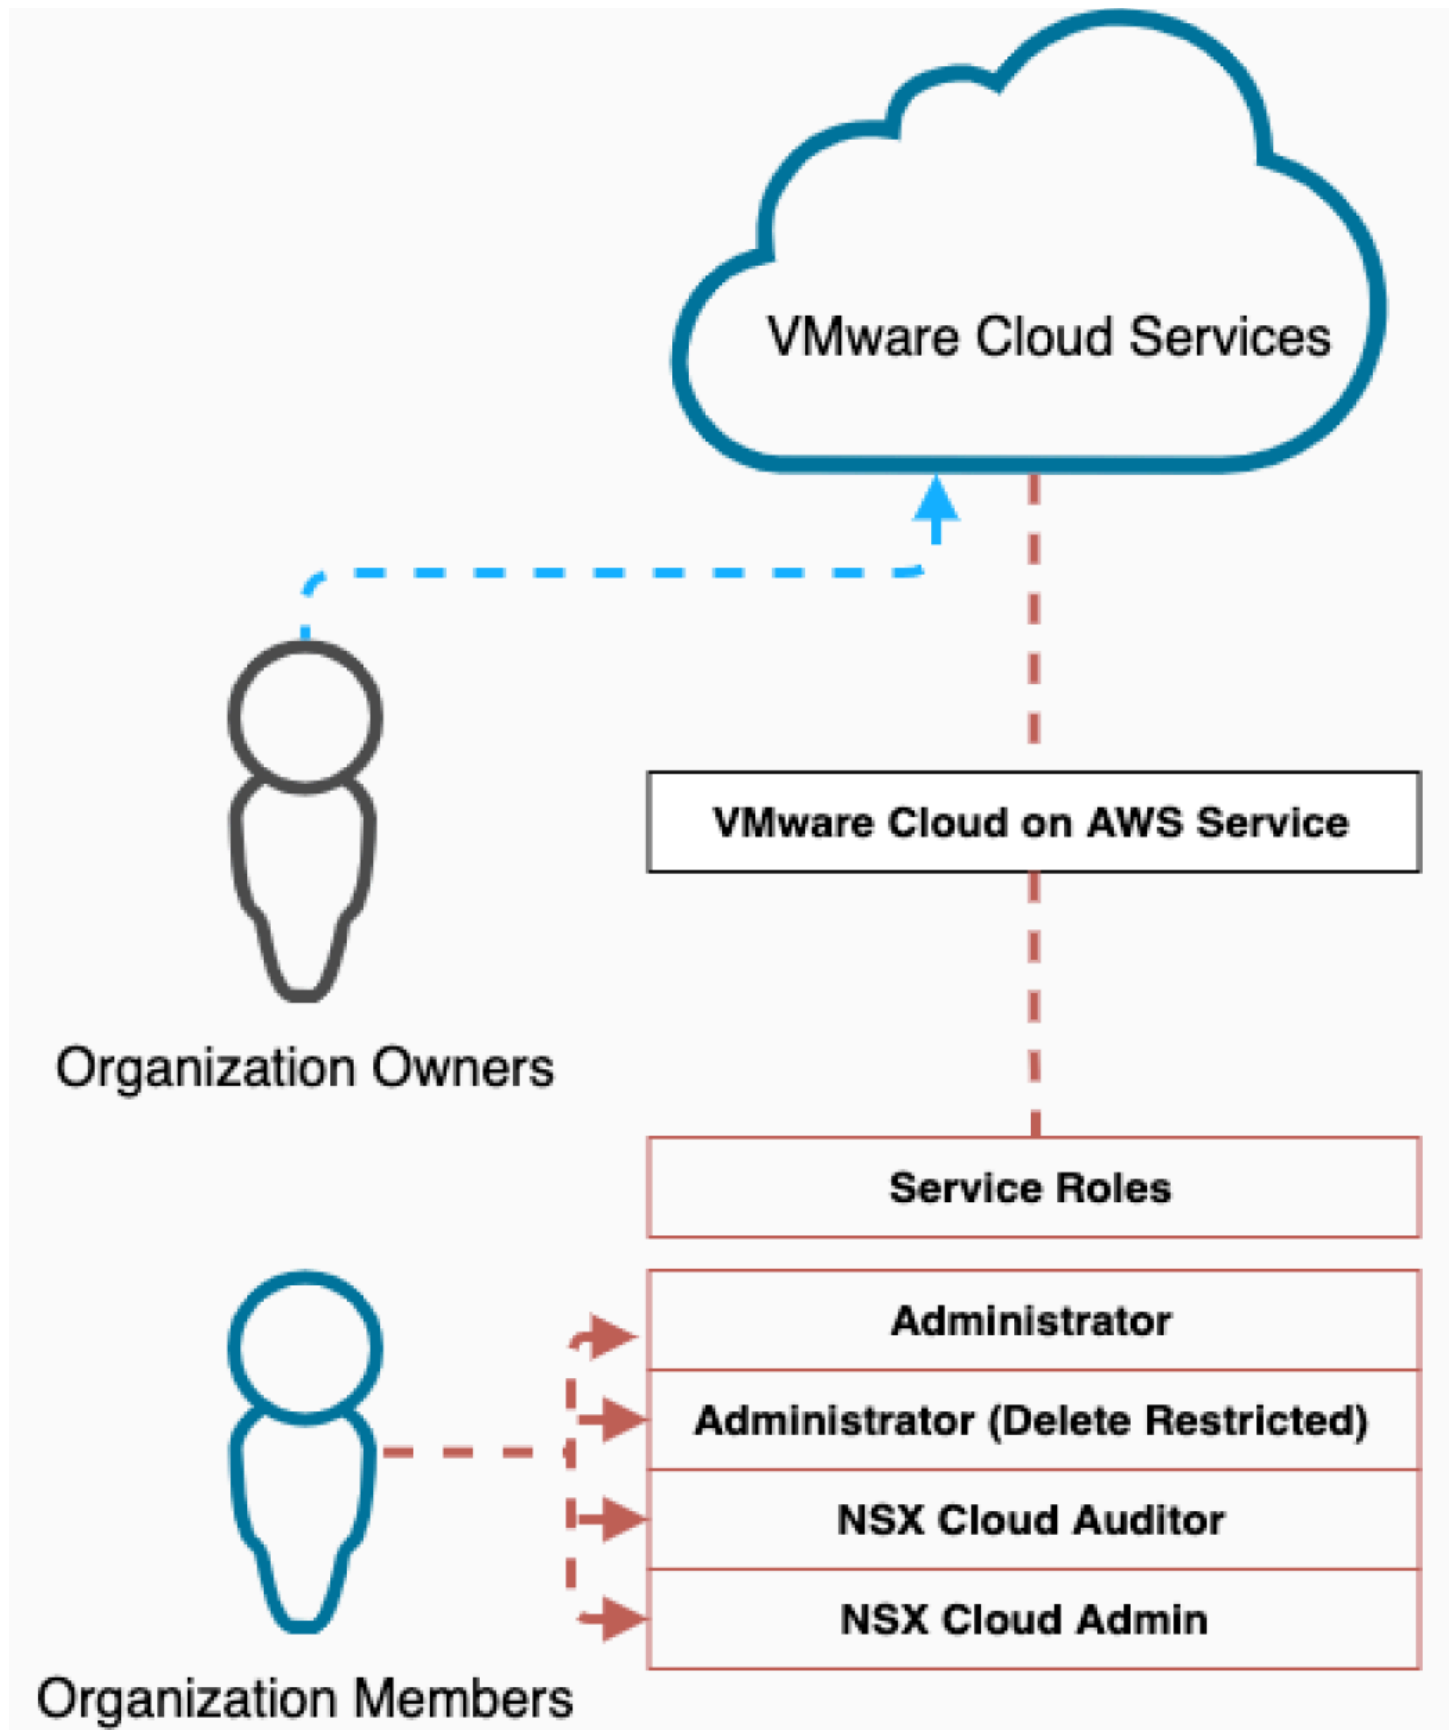 VMware Cloud Services
VMware Cloud on AWS Service
Organization Owners
Service Roles
Administrator
Administrator (Delete Restricted)
NSX Cloud Auditor
NSX Cloud Admin
Organization Members